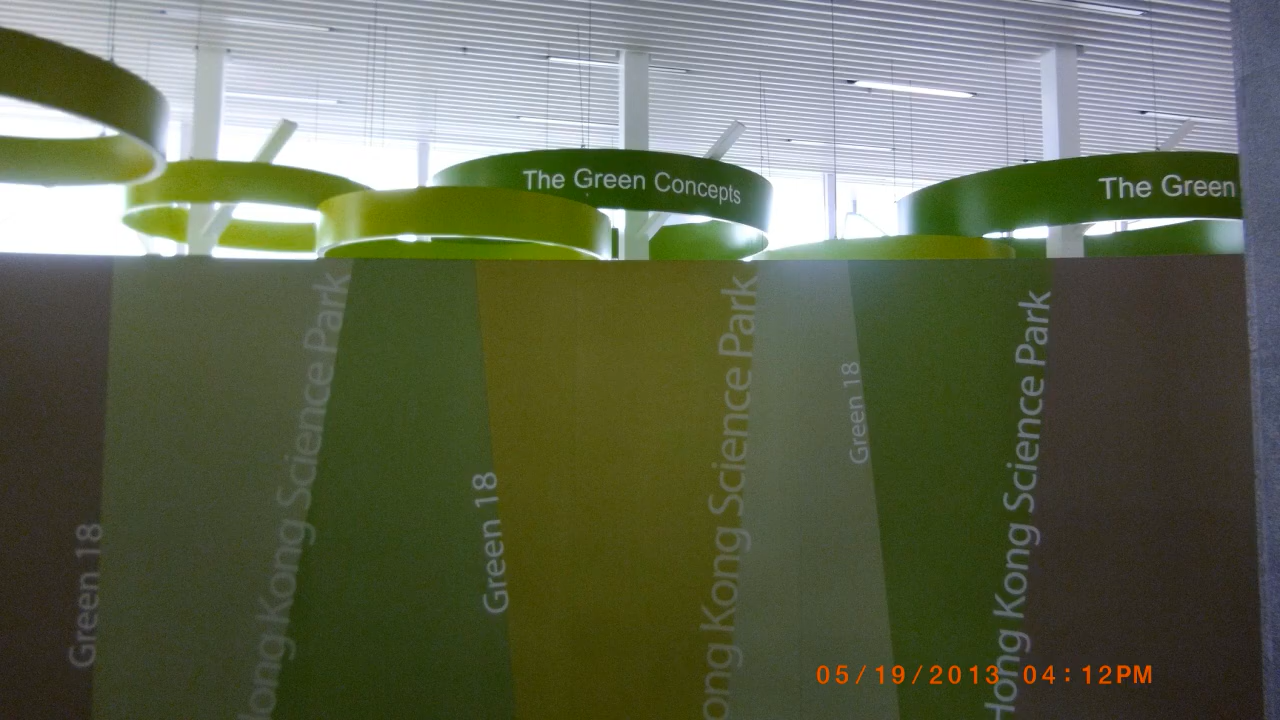 The Green Concepts
The Green
Green 18
Hong Kong Science Park
Green 18
Hong Kong Science Park
Green 18
Hong Kong Science Park
05/19/2013 04:12PM